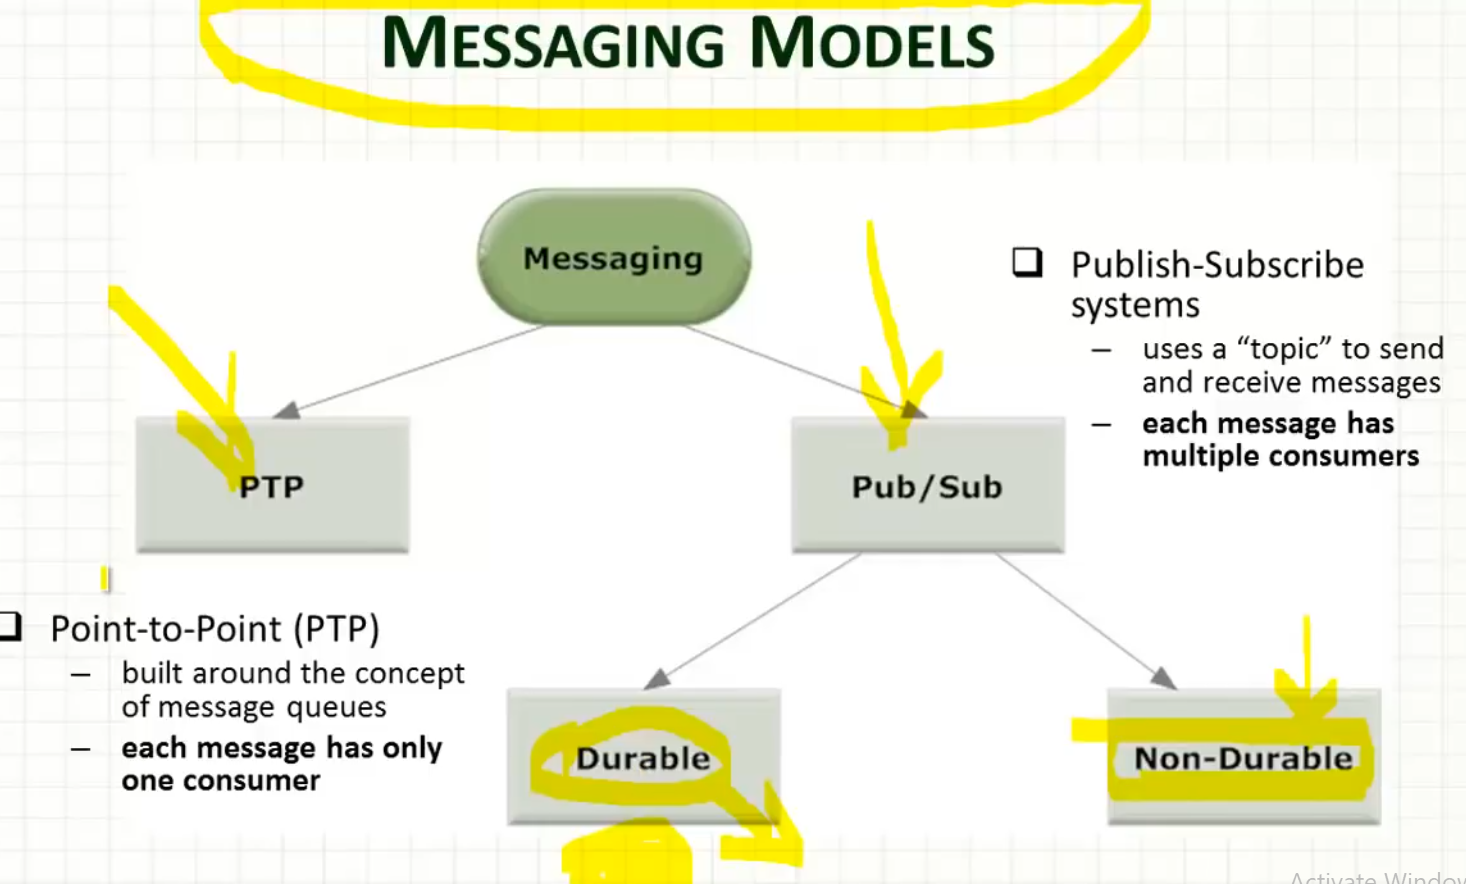 MESSAGING MODELS
Messaging
❑ Publish-Subscribe
systems
– uses a “topic” to send
and receive messages
– each message has
multiple consumers
PTP
Pub/Sub
❑ Point-to-Point (PTP)
– built around the concept
of message queues
– each message has only
one consumer
Durable
Non-Durable
Activate Window